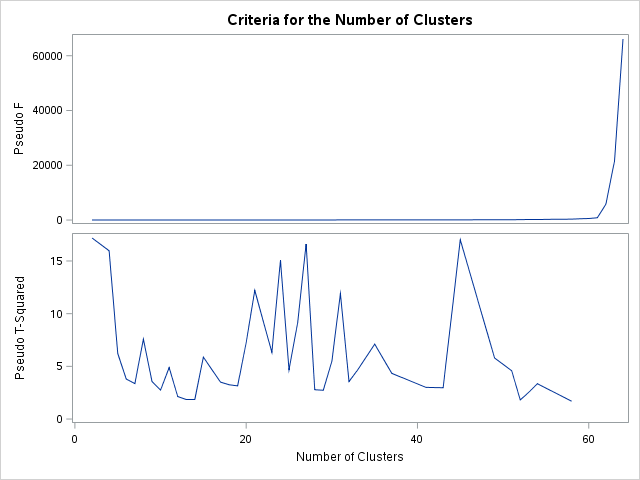 Criteria for the Number of Clusters
Pseudo F
60000
40000
20000
0
Pseudo T-Squared
15
10
5
0
0 20 40 60
Number of Clusters